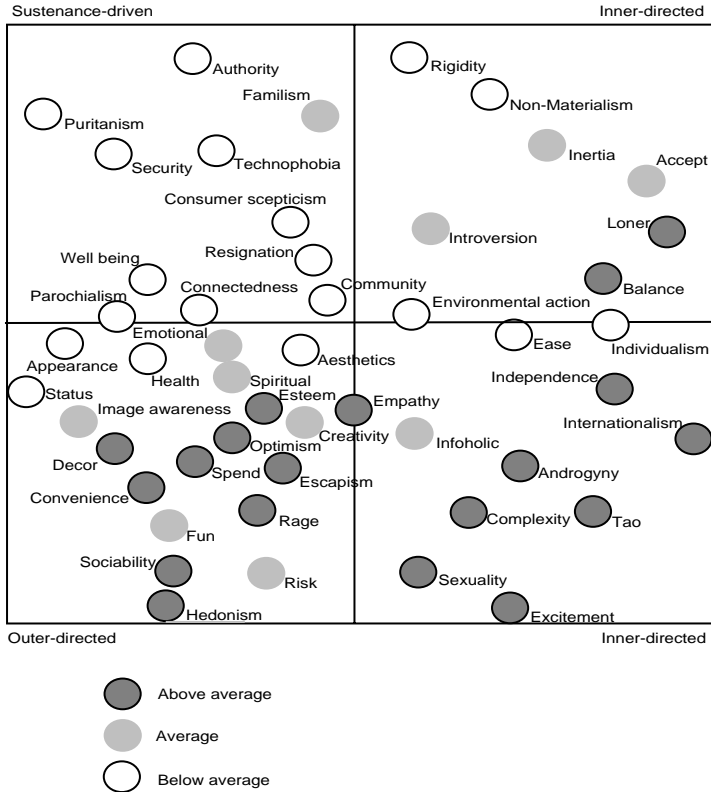 Sustenance-driven
Inner-directed
Authority
Rigidity
Familism
Non-Materialism
Puritanism
Security
Technophobia
Inertia
Accept
Consumer scepticism
Loner
Introversion
Resignation
Well being
Connectedness
Community
Balance
Parochialism
Environmental action
Emotional
Appearance
Health
Aesthetics
Ease
Individualism
Status
Spiritual
Independence
Esteem
Image awareness
Empathy
Creativity
Internationalism
Optimism
Infoholic
Decor
Spend
Escapism
Androgyny
Convenience
Rage
Complexity
Tao
Fun
Sociability
Risk
Sexuality
Hedonism
Excitement
Outer-directed
Inner-directed
Above average
Average
Below average